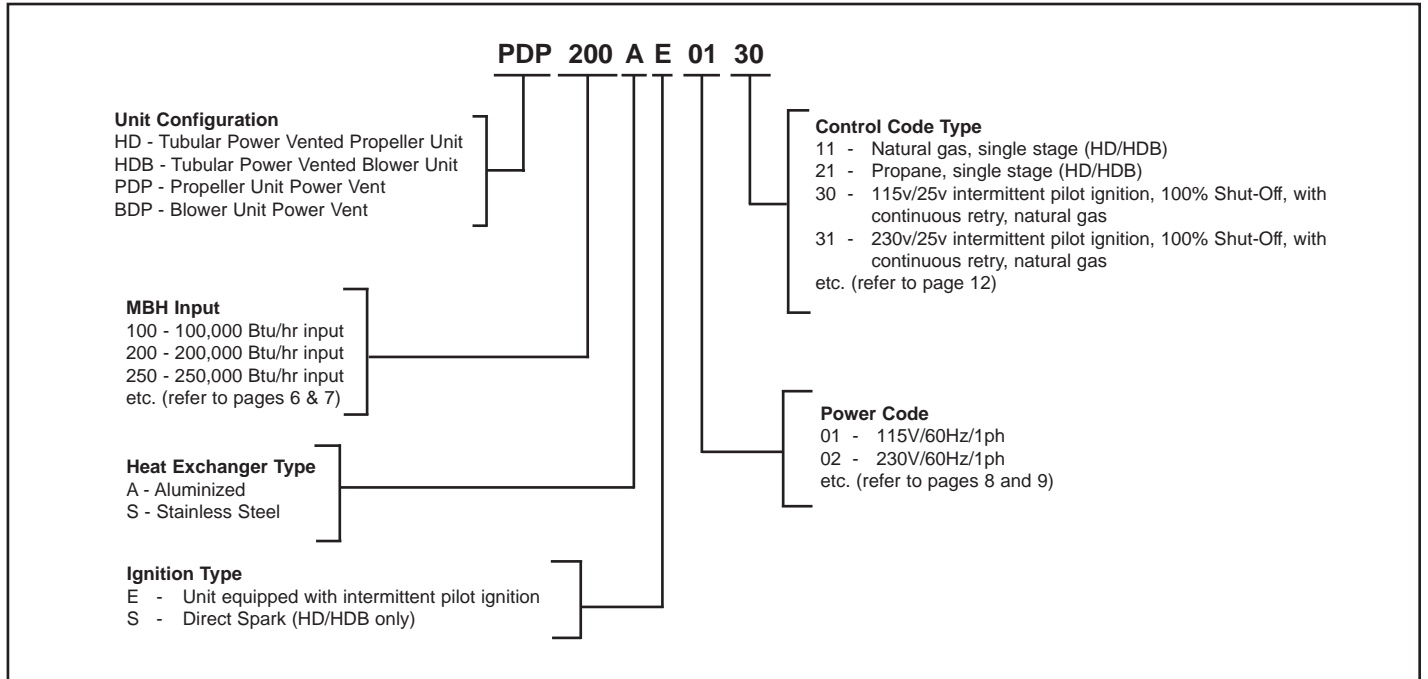 PDP 200 A E 01 30
Unit Configuration
HD - Tubular Power Vented Propeller Unit
HDB - Tubular Power Vented Blower Unit
PDP - Propeller Unit Power Vent
BDP - Blower Unit Power Vent
MBH Input
100 - 100,000 Btu/hr input
200 - 200,000 Btu/hr input
250 - 250,000 Btu/hr input
etc. (refer to pages 6 & 7)
Heat Exchanger Type
A - Aluminized
S - Stainless Steel
Ignition Type
E - Unit equipped with intermittent pilot ignition
S - Direct Spark (HD/HDB only)
Control Code Type
11 - Natural gas, single stage (HD/HDB)
21 - Propane, single stage (HD/HDB)
30 - 115v/25v intermittent pilot ignition, 100% Shut-Off, with
continuous retry, natural gas
31 - 230v/25v intermittent pilot ignition, 100% Shut-Off, with
continuous retry, natural gas
etc. (refer to page 12)
Power Code
01 - 115V/60Hz/1ph
02 - 230V/60Hz/1ph
etc. (refer to pages 8 and 9)